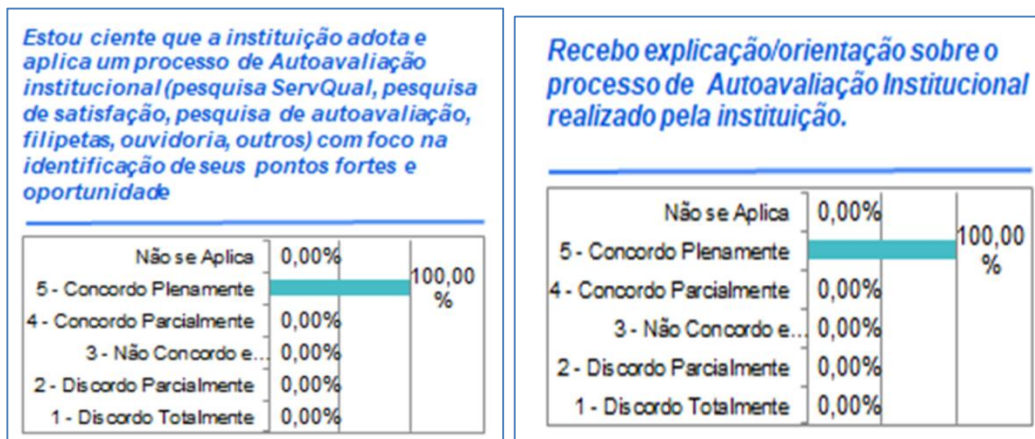 Estou ciente que a instituição adota e
aplica um processo de Autoavaliação
institucional (pesquisa ServQual, pesquisa
de satisfação, pesquisa de autoavaliação,
filipetas, ouvidoria, outros) com foco na
identificação de seus pontos fortes e
oportunidade
Não se Aplica 0,00%
5 - Concordo Plenamente 100,00
%
4 - Concordo Parcialmente 0,00%
3 - Não Concordo e... 0,00%
2 - Discordo Parcialmente 0,00%
1 - Discordo Totalmente 0,00%
Recebo explicação/orientação sobre o
processo de Autoavaliação Institucional
realizado pela instituição.
Não se Aplica 0,00%
5 - Concordo Plenamente 100,00
%
4 - Concordo Parcialmente 0,00%
3 - Não Concordo e... 0,00%
2 - Discordo Parcialmente 0,00%
1 - Discordo Totalmente 0,00%